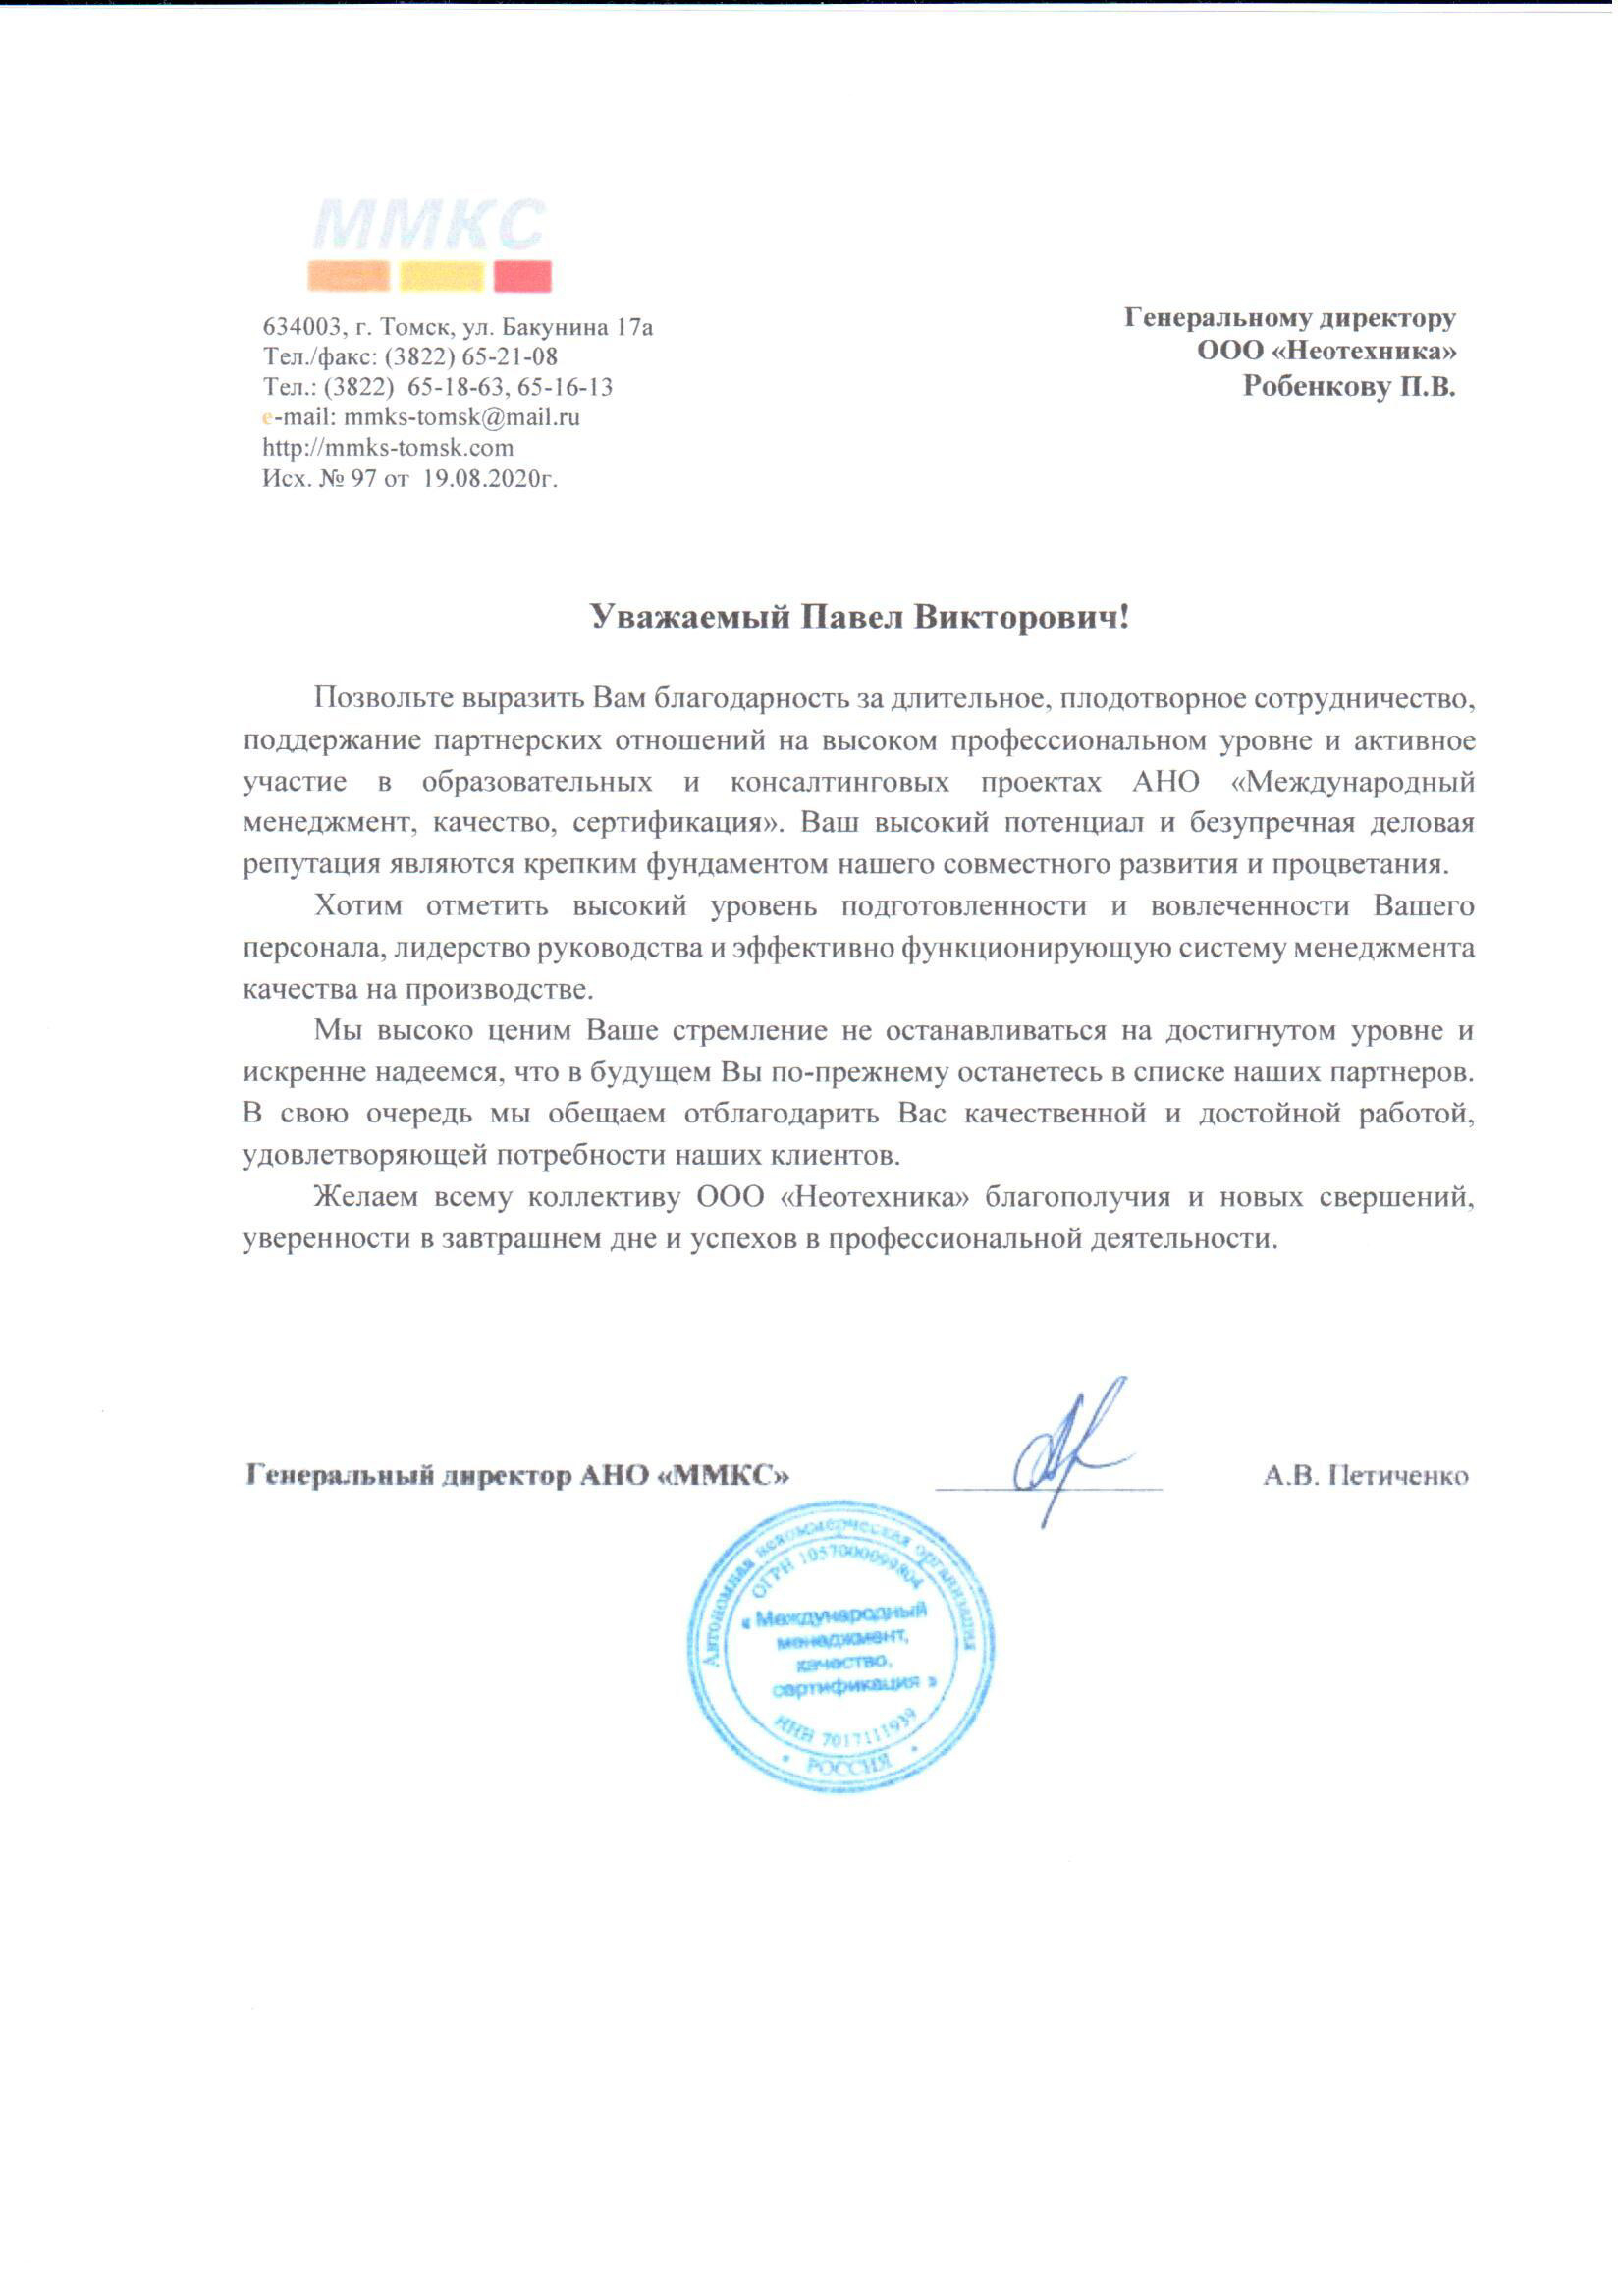 ММКС
634003, г. Томск, ул. Бакунина 17а
Тел./факс: (3822) 65-21-08
Тел.: (3822) 65-18-63, 65-16-13
e-mail: mmks-tomsk@mail.ru
http://mmks-tomsk.com
Исх. № 97 от 19.08.2020г.
Генеральному директору
ООО «Неотехника»
Робенкову П.В.
Уважаемый Павел Викторович!
Позвольте выразить Вам благодарность за длительное, плодотворное сотрудничество,
поддержание партнерских отношений на высоком профессиональном уровне и активное
участие в образовательных и консалтинговых проектах АНО «Международный
менеджмент, качество, сертификация». Ваш высокий потенциал и безупречная деловая
репутация являются крепким фундаментом нашего совместного развития и процветания.
Хотим отметить высокий уровень подготовленности и вовлеченности Вашего
персонала, лидерство руководства и эффективно функционирующую систему менеджмента
качества на производстве.
Мы высоко ценим Ваше стремление не останавливаться на достигнутом уровне и
искренне надеемся, что в будущем Вы по-прежнему останетесь в списке наших партнеров.
В свою очередь мы обещаем отблагодарить Вас качественной и достойной работой,
удовлетворяющей потребности наших клиентов.
Желаем всему коллективу ООО «Неотехника» благополучия и новых свершений,
уверенности в завтрашнем дне и успехов в профессиональной деятельности.
Генеральный директор АНО «ММКС»
А.В. Петиченко
Автономная некоммерческая организация
ОГРН 1057000099804
« Международный
менеджмент,
качество,
сертификация »
ИНН 7017111939
• РОССИЯ •